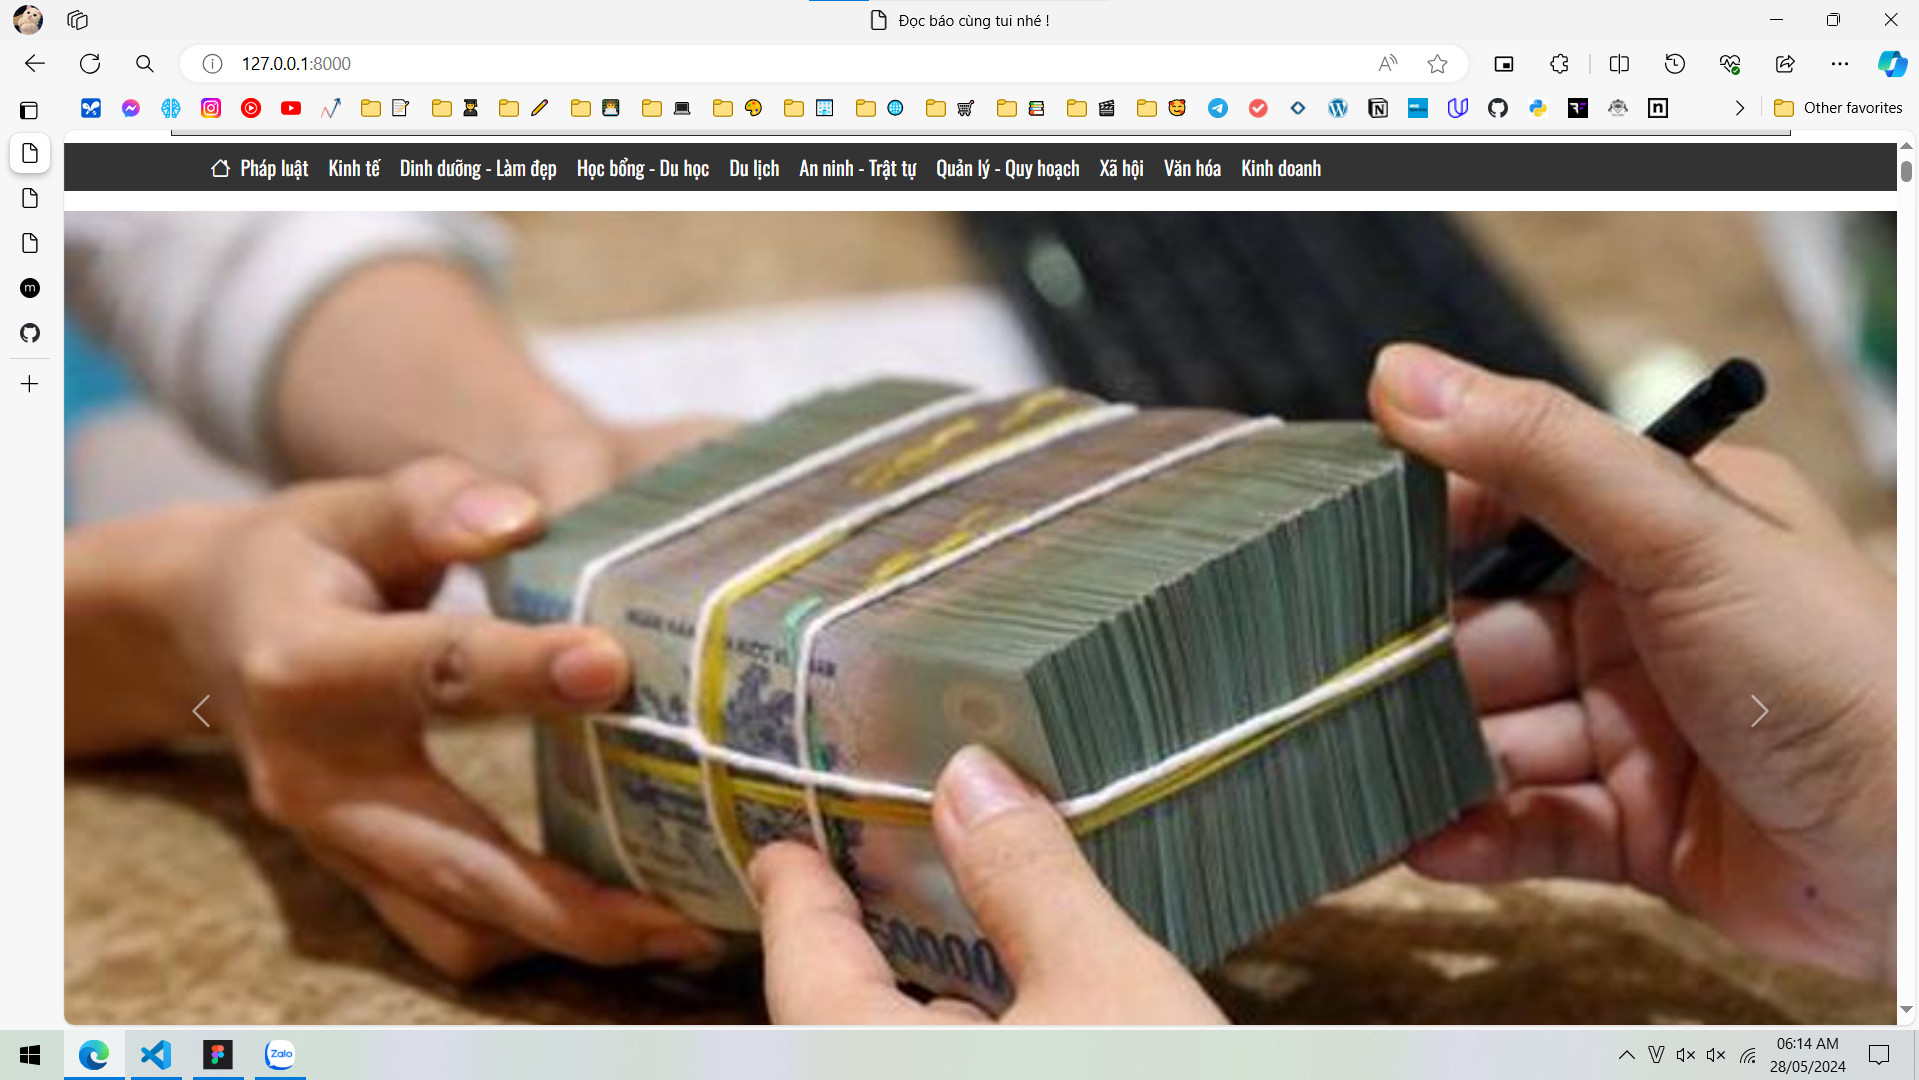 Đọc báo cùng tui nhé !
127.0.0.1:8000
Other favorites
Pháp luật Kinh tế Dinh dưỡng - Làm đẹp Học bổng - Du học Du lịch An ninh - Trật tự Quản lý - Quy hoạch Xã hội Văn hóa Kinh doanh
Zalo
06:14 AM
28/05/2024